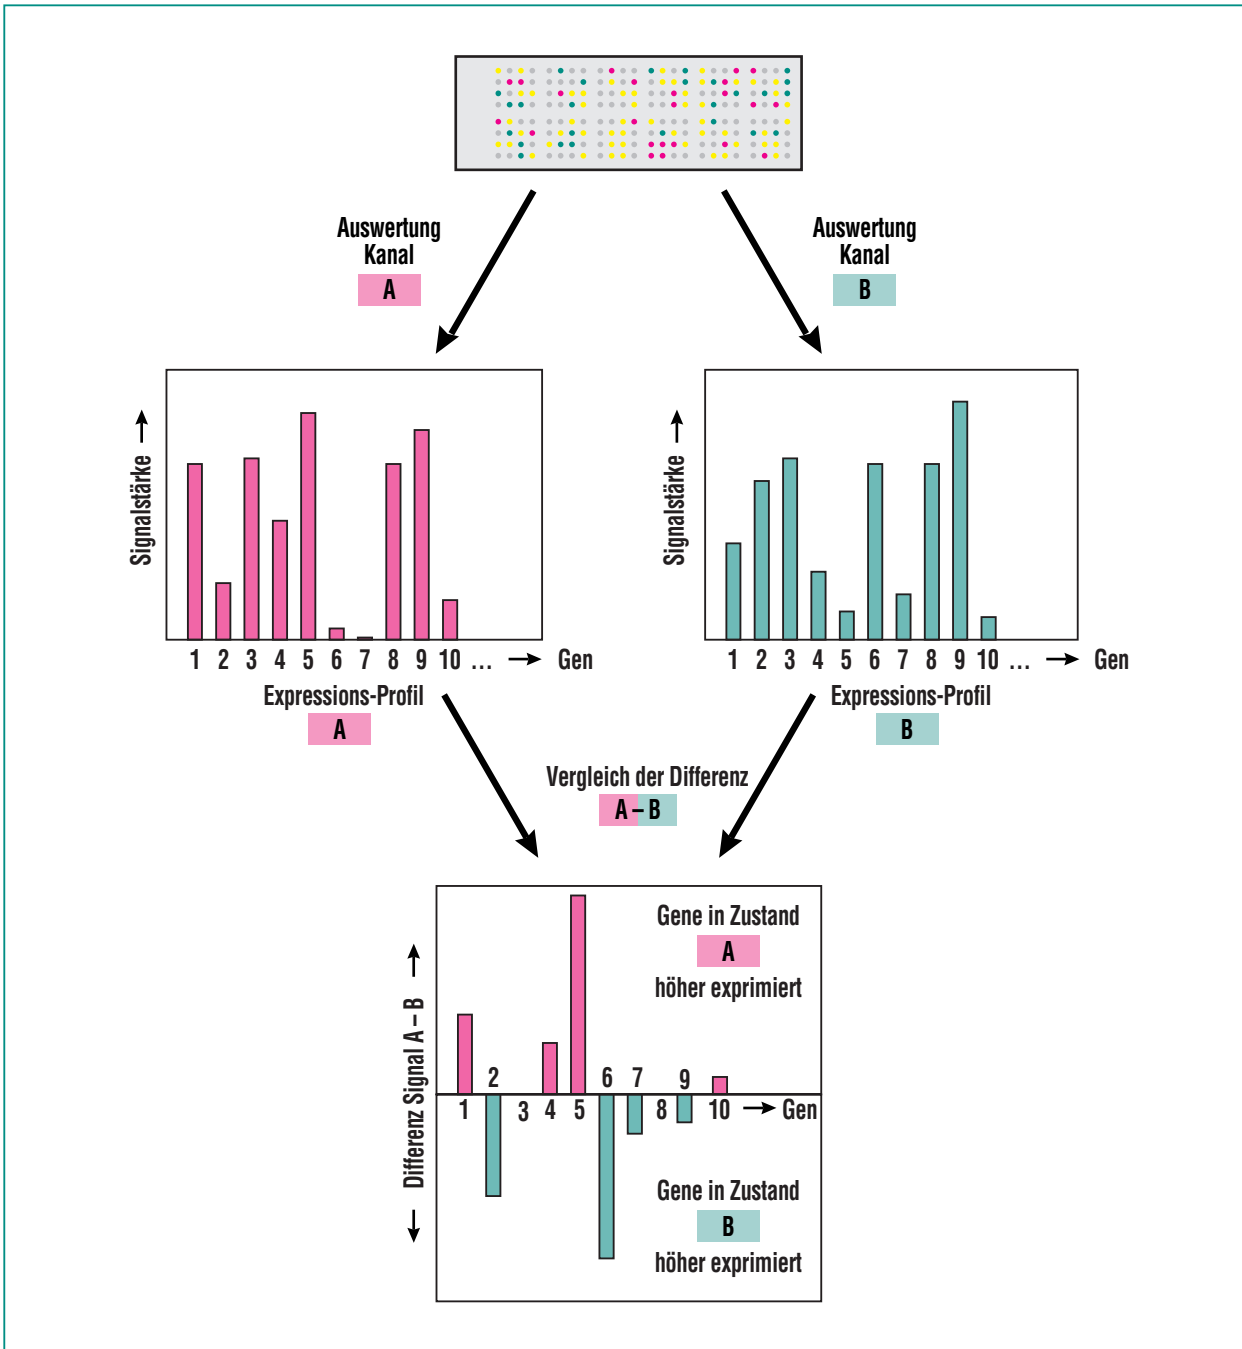 Auswertung
Kanal
A
Auswertung
Kanal
B
Signalstärke
1 2 3 4 5 6 7 8 9 10 ... Gen
Expressions-Profil
A
Signalstärke
1 2 3 4 5 6 7 8 9 10 ... Gen
Expressions-Profil
B
Vergleich der Differenz
A – B
Differenz Signal A – B
Gene in Zustand
A
höher exprimiert
2 6 7 9
1 3 4 5 8 10 Gen
Gene in Zustand
B
höher exprimiert